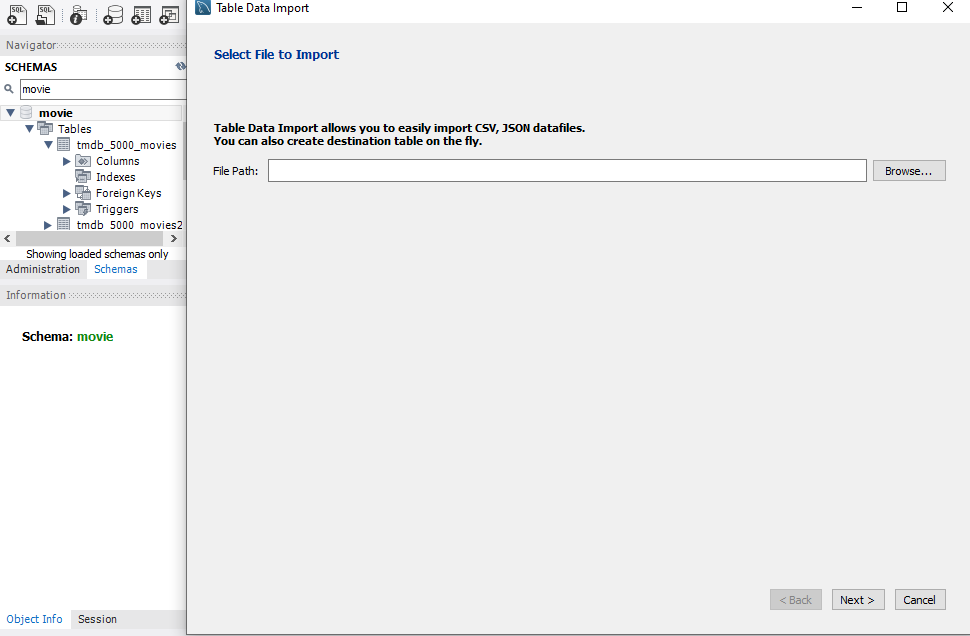 SQL
SQL
Navigator
SCHEMAS
movie
movie
Tables
tmdb_5000_movies
Columns
Indexes
Foreign Keys
Triggers
tmdb_5000_movies2
Showing loaded schemas only
Administration
Schemas
Information
Schema: movie
Object Info
Session
Table Data Import
Select File to Import
Table Data Import allows you to easily import CSV, JSON datafiles.
You can also create destination table on the fly.
File Path:
Browse...
< Back
Next >
Cancel